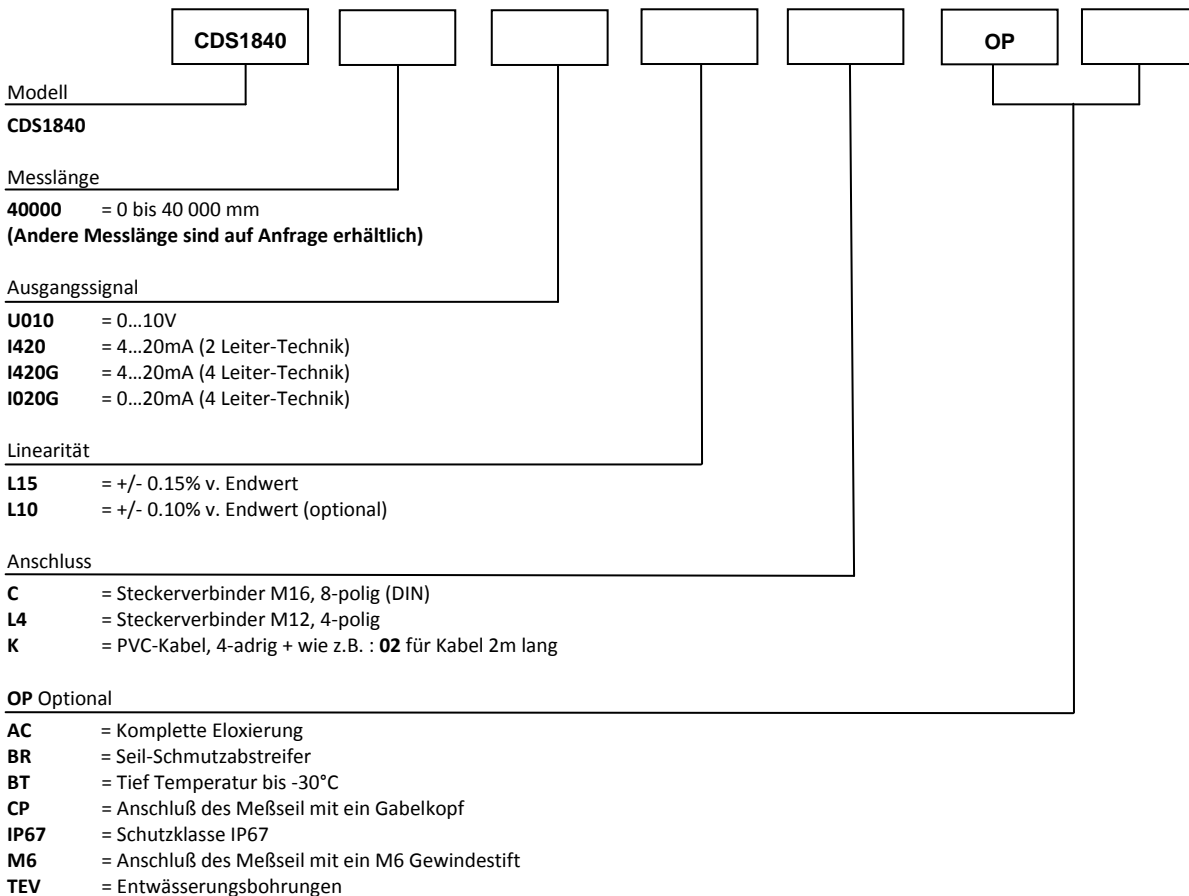 CDS1840 OP
Modell
CDS1840
Messlänge
40000 = 0 bis 40 000 mm
(Andere Messlänge sind auf Anfrage erhältlich)
Ausgangssignal
U010 = 0...10V
I420 = 4...20mA (2 Leiter-Technik)
I420G = 4...20mA (4 Leiter-Technik)
I020G = 0...20mA (4 Leiter-Technik)
Linearität
L15 = +/- 0.15% v. Endwert
L10 = +/- 0.10% v. Endwert (optional)
Anschluss
C = Steckerverbinder M16, 8-polig (DIN)
L4 = Steckerverbinder M12, 4-polig
K = PVC-Kabel, 4-adrig + wie z.B. : 02 für Kabel 2m lang
OP Optional
AC = Komplette Eloxierung
BR = Seil-Schmutzabstreifer
BT = Tief Temperatur bis -30°C
CP = Anschluß des Meßseil mit ein Gabelkopf
IP67 = Schutzklasse IP67
M6 = Anschluß des Meßseil mit ein M6 Gewindestift
TEV = Entwässerungsbohrungen